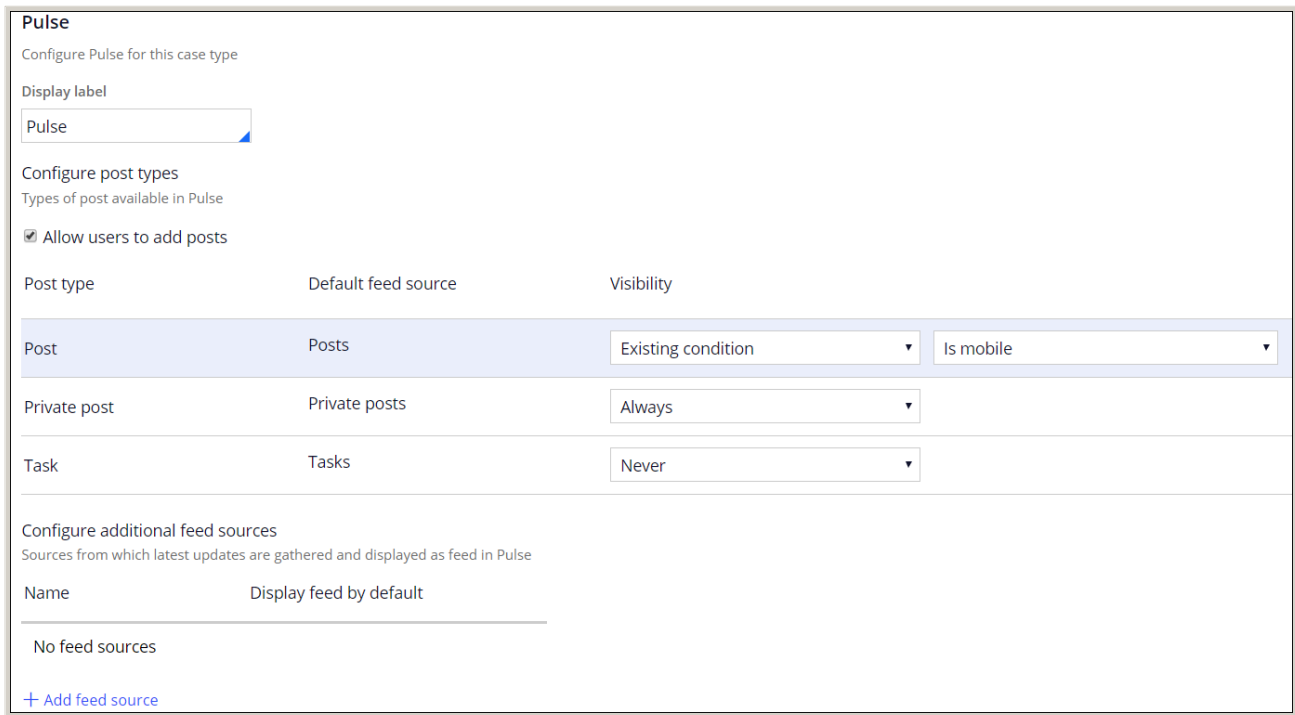 Pulse
Configure Pulse for this case type
Display label
Pulse
Configure post types
Types of post available in Pulse
Allow users to add posts
Post type Default feed source Visibility
Post Posts Existing condition Is mobile
Private post Private posts Always
Task Tasks Never
Configure additional feed sources
Sources from which latest updates are gathered and displayed as feed in Pulse
Name Display feed by default
No feed sources
+ Add feed source